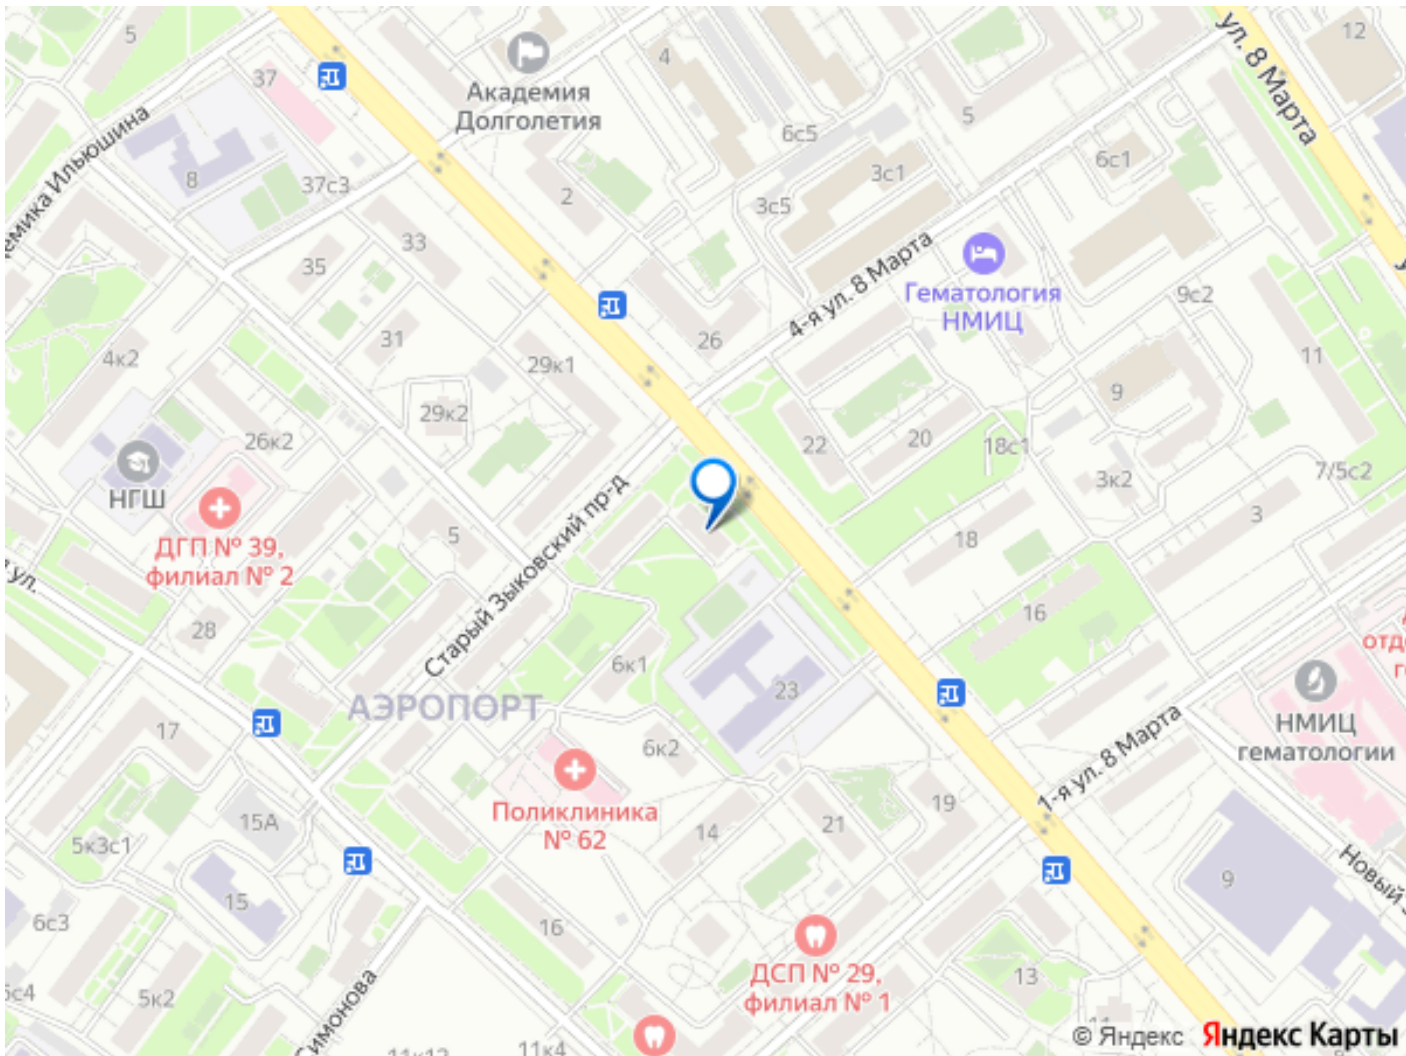 5
4
12
ул. 8 Марта
37
Академия
Долголетия
6с5
5
6с1
емика Ильюшина
8
37с3
2
3с1
3с5
33
35
4-я ул. 8 Марта
Гематология
НМИЦ
9с2
31
4к2
29к1
26
11
29к2
9
26к2
22
20
18с1
НГШ
7/5с2
3к2
3
ДГП № 39,
филиал № 2
5
18
ул.
Старый Зыковский пр-д
28
16
6к1
23
АЭРОПОРТ
отд
НМИЦ
гематологии
17
6к2
1-я ул. 8 Марта
Поликлиника
№ 62
15А
5к3с1
14
21
19
Новый
9
15
6с3
16
ДСП № 29,
филиал № 1
13
5к2
с4
Симонова
11
11к4
© Яндекс Яндекс Карты